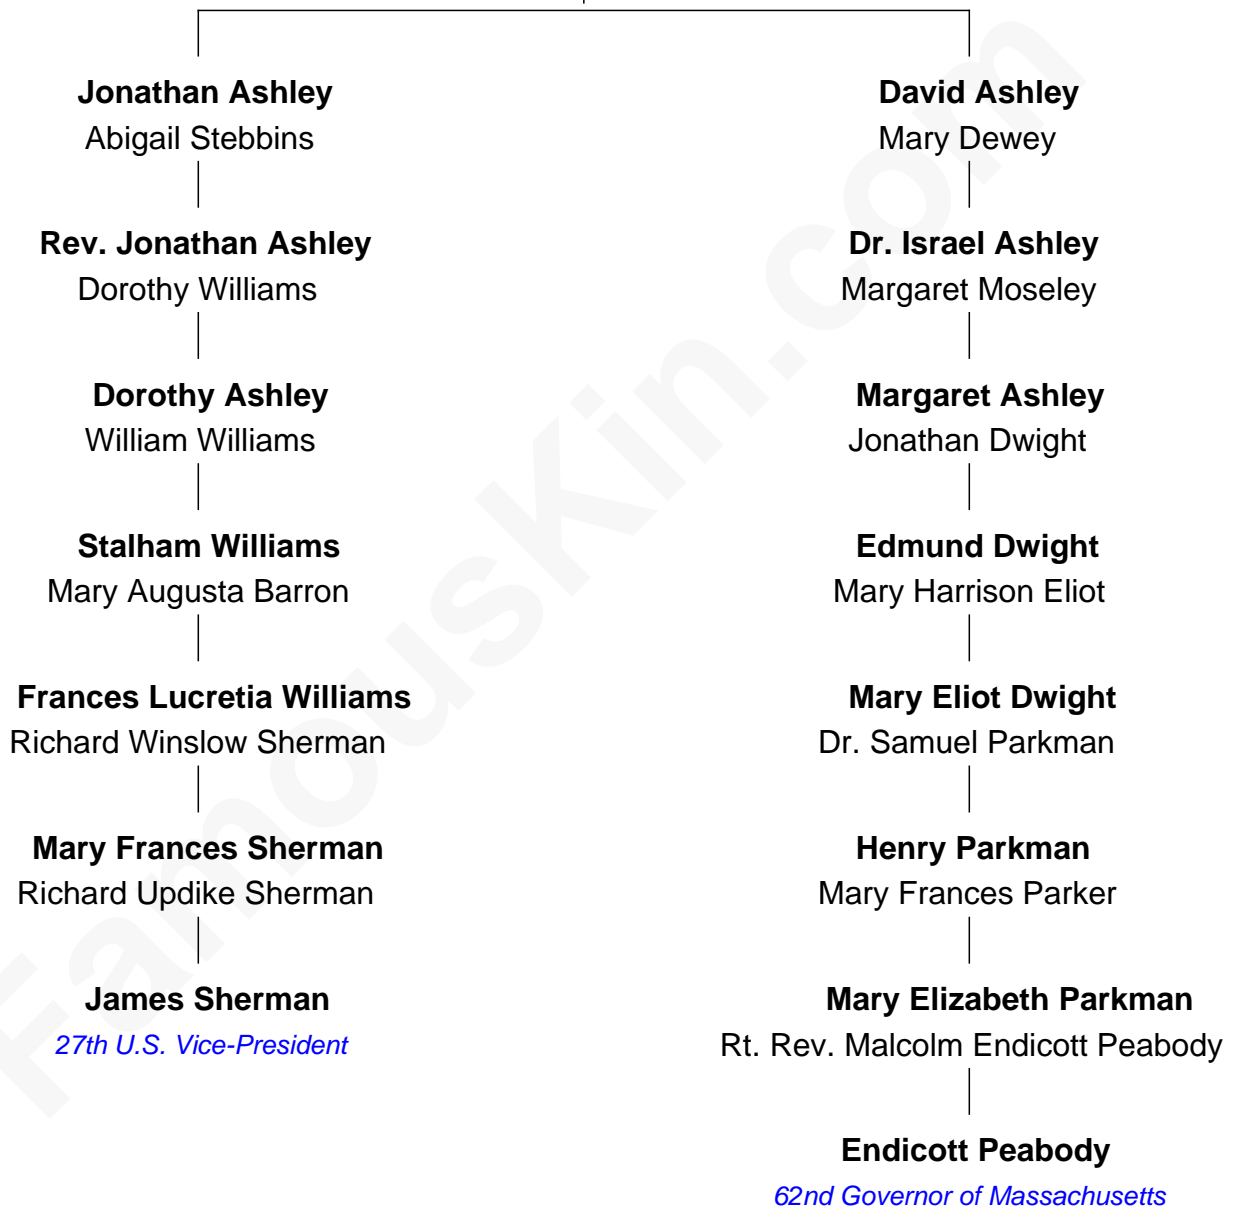 Jonathan Ashley
Abigail Stebbins
Rev. Jonathan Ashley
Dorothy Williams
Dorothy Ashley
William Williams
Stalham Williams
Mary Augusta Barron
Frances Lucretia Williams
Richard Winslow Sherman
Mary Frances Sherman
Richard Updike Sherman
James Sherman
27th U.S. Vice-President
David Ashley
Mary Dewey
Dr. Israel Ashley
Margaret Moseley
Margaret Ashley
Jonathan Dwight
Edmund Dwight
Mary Harrison Eliot
Mary Eliot Dwight
Dr. Samuel Parkman
Henry Parkman
Mary Frances Parker
Mary Elizabeth Parkman
Rt. Rev. Malcolm Endicott Peabody
Endicott Peabody
62nd Governor of Massachusetts
FamousKin.com